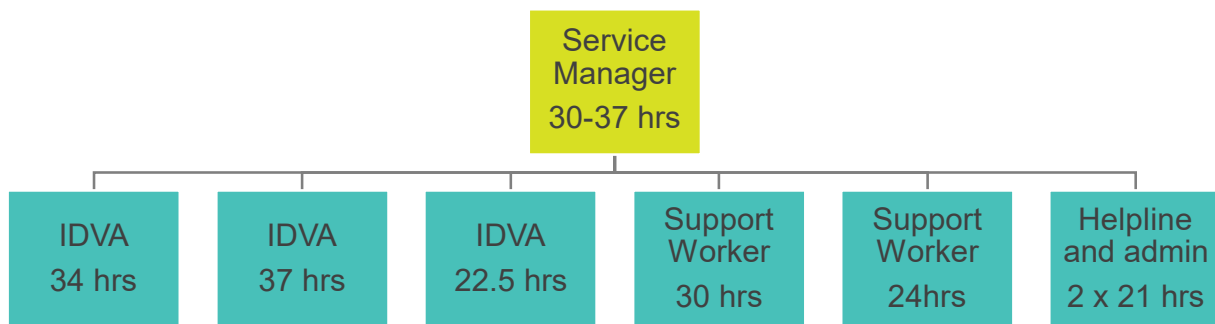 Service
Manager
30-37 hrs
IDVA
34 hrs
IDVA
37 hrs
IDVA
22.5 hrs
Support
Worker
30 hrs
Support
Worker
24hrs
Helpline
and admin
2 x 21 hrs